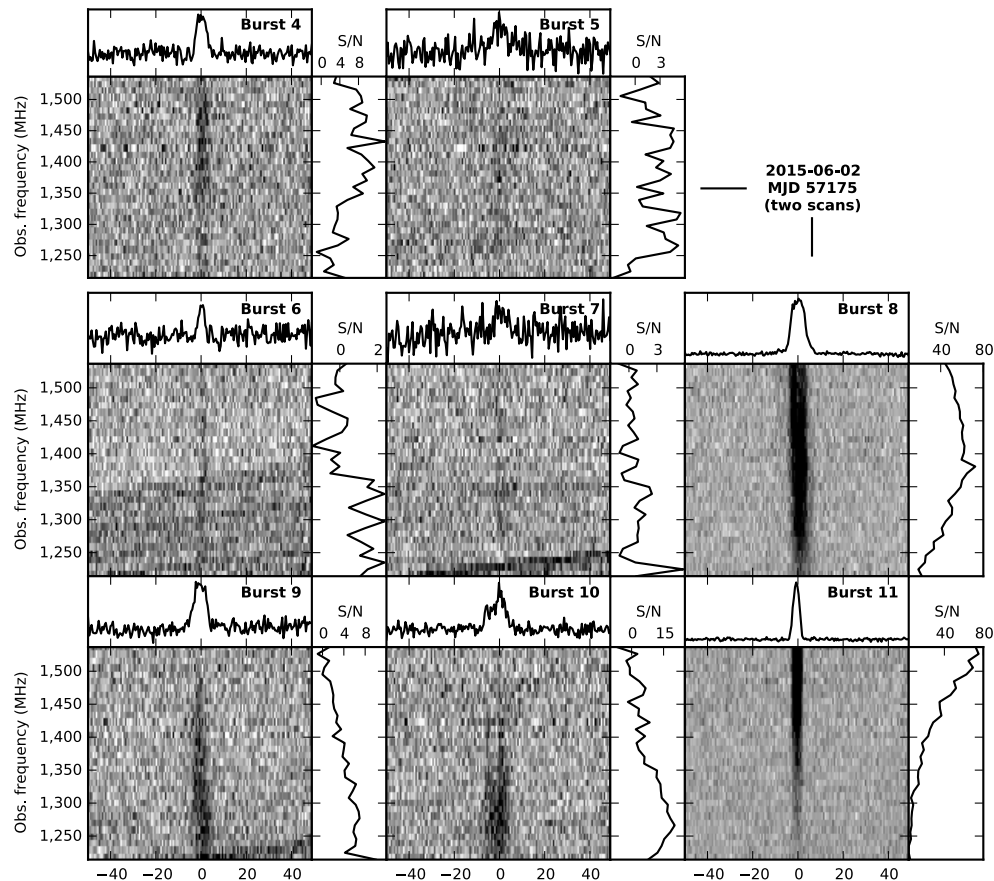 Burst 4
Burst 5
S/N
0 4 8
S/N
0 3
1,500
1,450
1,400
1,350
1,300
1,250
Obs. frequency (MHz)
2015-06-02
MJD 57175
(two scans)
Burst 6
Burst 7
Burst 8
S/N
0 2
S/N
0 3
S/N
40 80
1,500
1,450
1,400
1,350
1,300
1,250
Obs. frequency (MHz)
Burst 9
Burst 10
Burst 11
S/N
0 4 8
S/N
0 15
S/N
40 80
1,500
1,450
1,400
1,350
1,300
1,250
Obs. frequency (MHz)
−40 −20 0 20 40
−40 −20 0 20 40
−40 −20 0 20 40